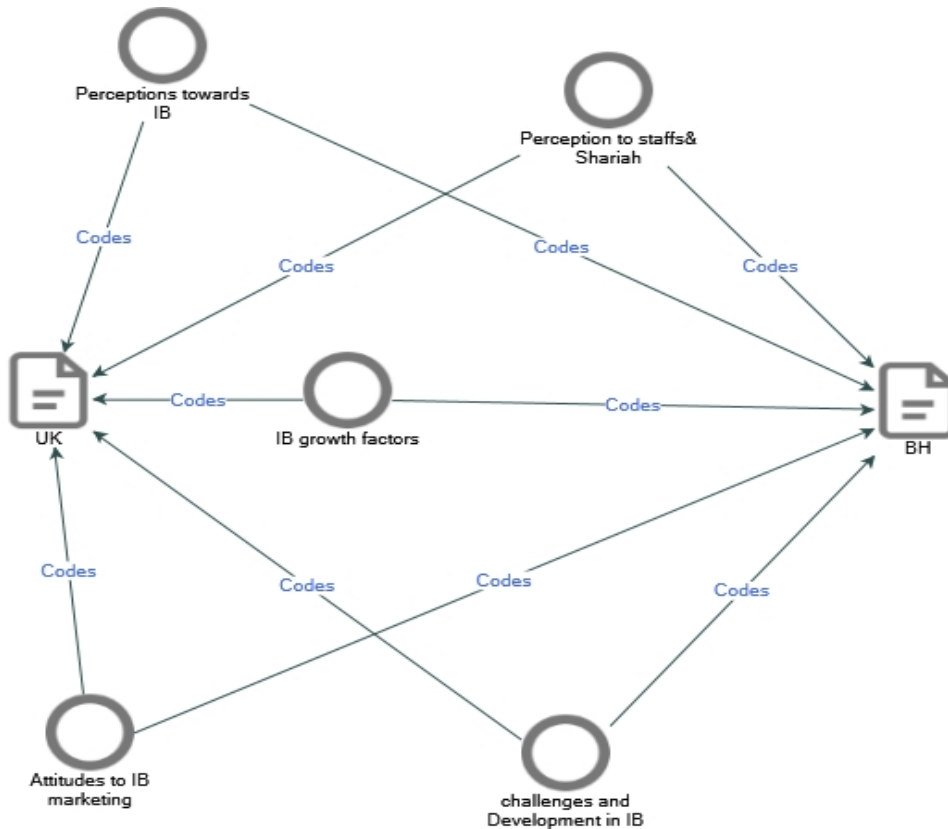 Perceptions towards
IB
Perception to staffs&
Shariah
Codes
Codes
Codes
Codes
UK
Codes
IB growth factors
Codes
BH
Codes
Codes
Codes
Codes
Attitudes to IB
marketing
challenges and
Development in IB